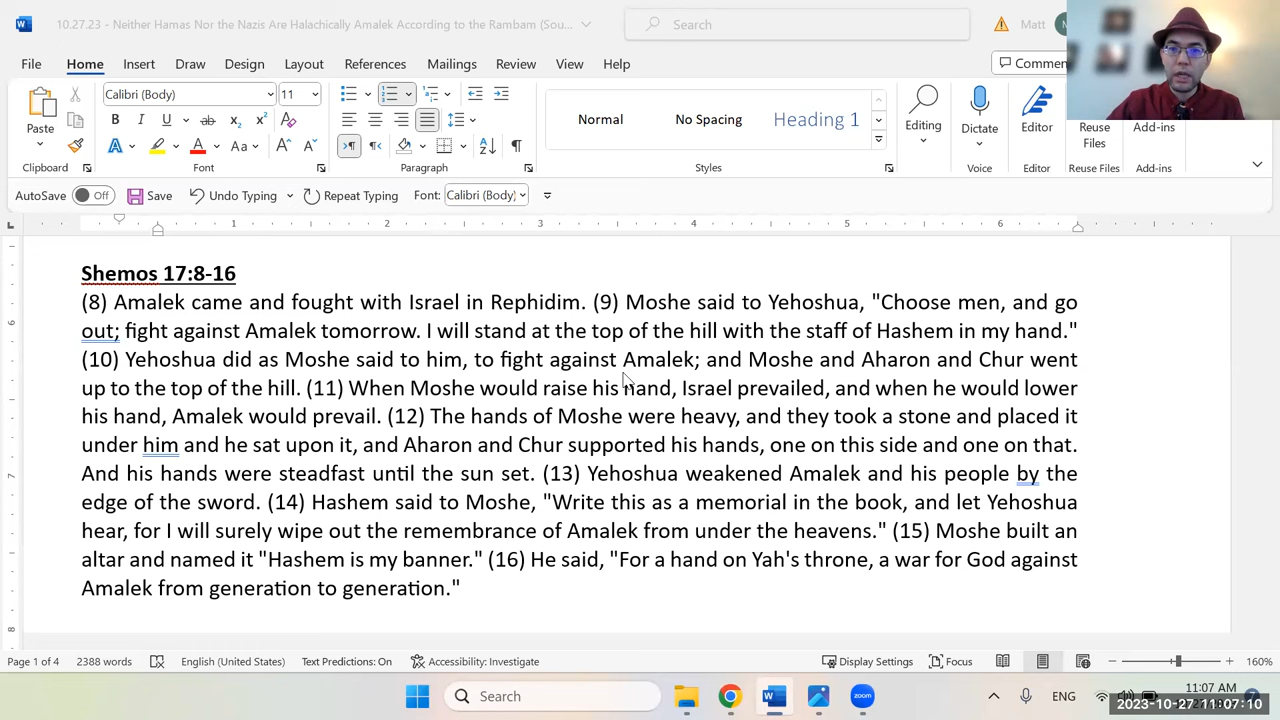 10.27.23 - Neither Hamas Nor the Nazis Are Halachically Amalek According to the Rambam (Sou...
Search
Matt
File Home Insert Draw Design Layout References Mailings Review View Help
Calibri (Body) 11
Paste
Normal No Spacing Heading 1
Editing Dictate Editor Reuse Files Add-ins
Clipboard Font Paragraph Styles Voice Editor Reuse Files Add-ins
AutoSave Off Save Undo Typing Repeat Typing Font: Calibri (Body)
1 2 3 4 5 6 7
Shemos 17:8-16
(8) Amalek came and fought with Israel in Rephidim. (9) Moshe said to Yehoshua, "Choose men, and go
out; fight against Amalek tomorrow. I will stand at the top of the hill with the staff of Hashem in my hand."
(10) Yehoshua did as Moshe said to him, to fight against Amalek; and Moshe and Aharon and Chur went
up to the top of the hill. (11) When Moshe would raise his hand, Israel prevailed, and when he would lower
his hand, Amalek would prevail. (12) The hands of Moshe were heavy, and they took a stone and placed it
under him and he sat upon it, and Aharon and Chur supported his hands, one on this side and one on that.
And his hands were steadfast until the sun set. (13) Yehoshua weakened Amalek and his people by the
edge of the sword. (14) Hashem said to Moshe, "Write this as a memorial in the book, and let Yehoshua
hear, for I will surely wipe out the remembrance of Amalek from under the heavens." (15) Moshe built an
altar and named it "Hashem is my banner." (16) He said, "For a hand on Yah's throne, a war for God against
Amalek from generation to generation."
6
7
8
Page 1 of 4 2388 words English (United States) Text Predictions: On Accessibility: Investigate Display Settings Focus 160%
Search zoom ENG 11:07 AM
2023-10-27 11:07:10